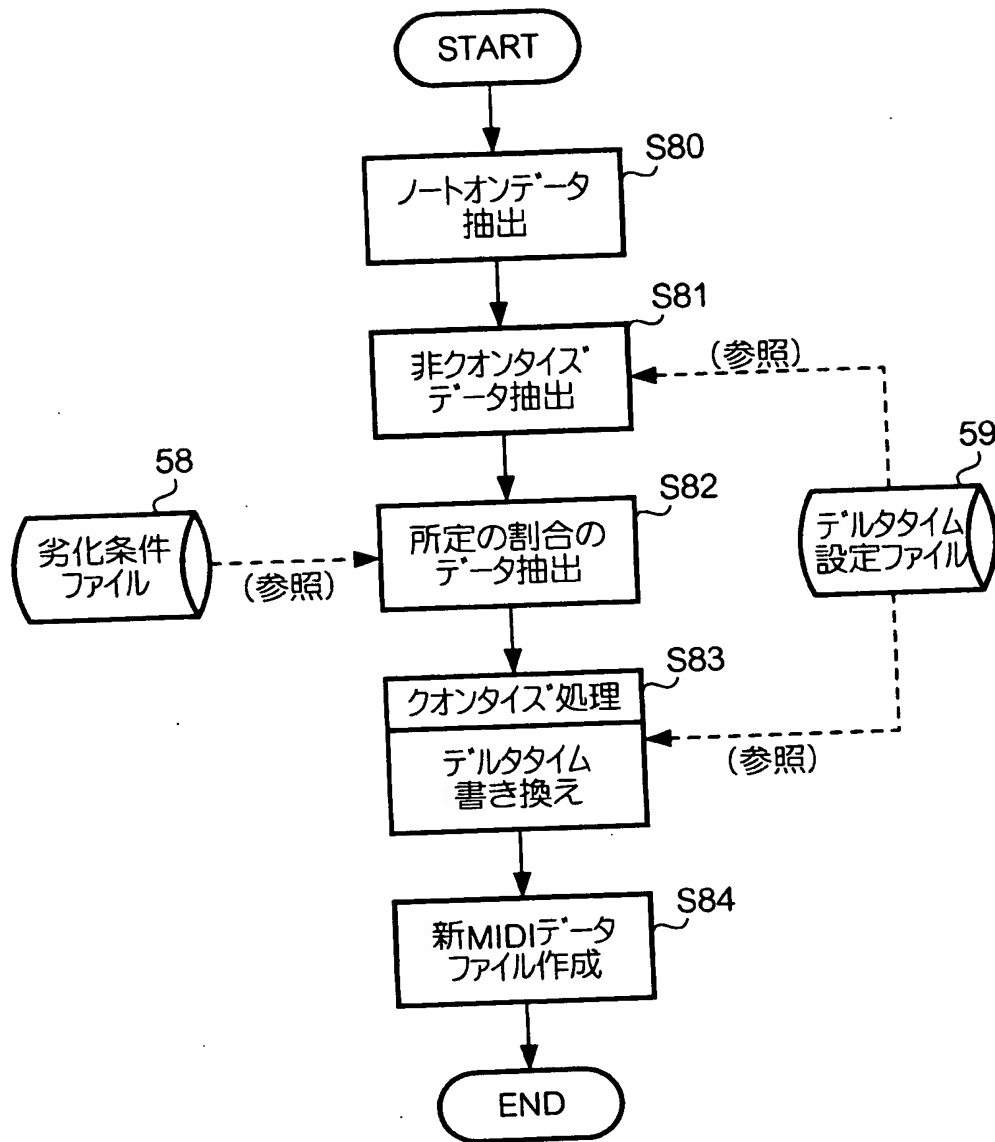 START
S80
ノートオンデータ
抽出
S81
非クオンタイズ
データ抽出
(参照)
58
劣化条件
ファイル
(参照)
S82
所定の割合の
データ抽出
59
デルタタイム
設定ファイル
S83
クオンタイズ処理
デルタタイム
書き換え
(参照)
S84
新MIDIデータ
ファイル作成
END